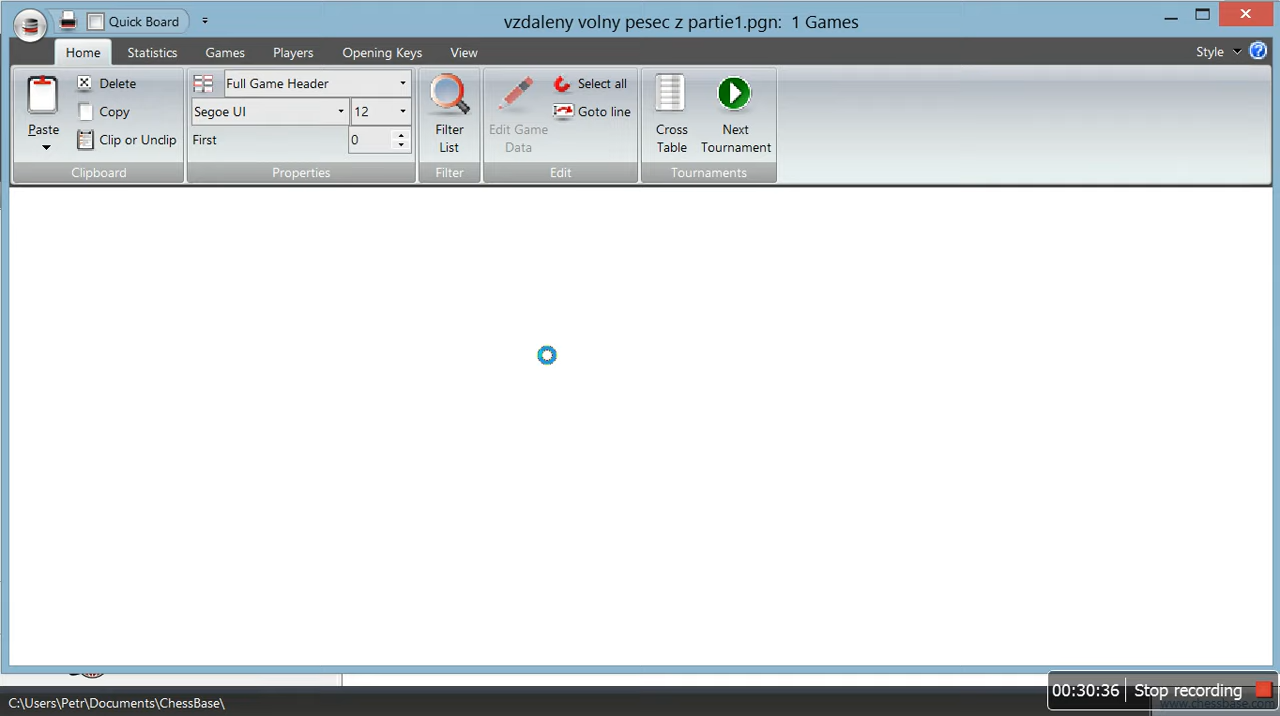 Quick Board
vzdaleny volny pesec z partie1.pgn: 1 Games
Home Statistics Games Players Opening Keys View Style
Paste
Delete
Copy
Clip or Unclip
Clipboard
Full Game Header
Segoe UI 12
First 0
Properties
Filter
List
Filter
Edit Game
Data
Select all
Goto line
Edit
Cross
Table
Next
Tournament
Tournaments
00:30:36 Stop recording
C:\Users\Petr\Documents\ChessBase\
www.chessbase.com